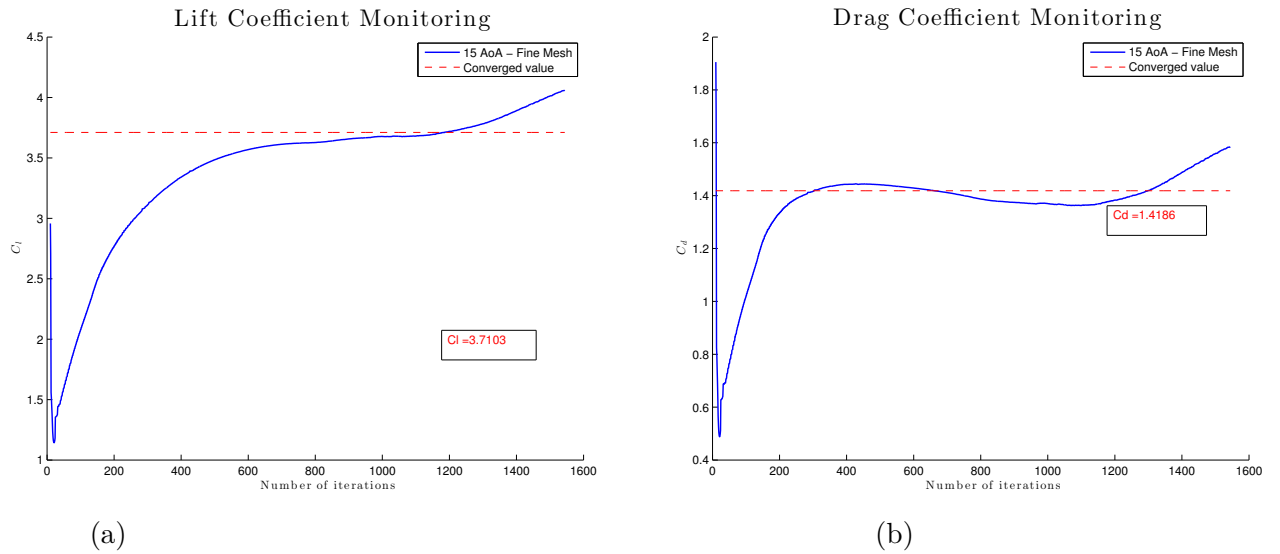 Lift Coefficient Monitoring
4.5
4
3.5
3
2.5
2
1.5
1
C_l
15 AoA − Fine Mesh
Converged value
Cl =3.7103
0
200
400
600
800
1000
1200
1400
1600
Number of iterations
(a)
Drag Coefficient Monitoring
2
1.8
1.6
1.4
1.2
1
0.8
0.6
0.4
C_d
15 AoA − Fine Mesh
Converged value
Cd =1.4186
0
200
400
600
800
1000
1200
1400
1600
Number of iterations
(b)